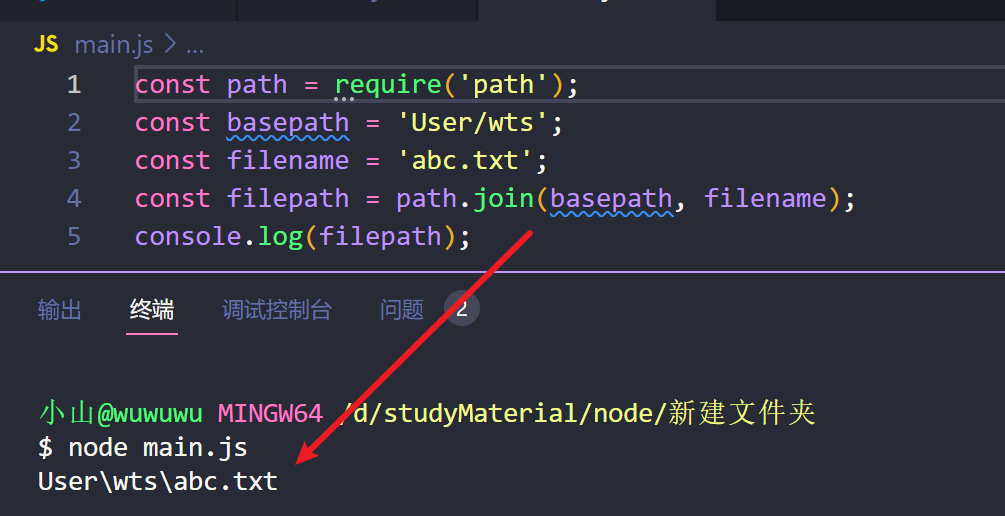 JS main.js > ...
1 const path = require('path');
2 const basepath = 'User/wts';
3 const filename = 'abc.txt';
4 const filepath = path.join(basepath, filename);
5 console.log(filepath);
输出 终端 调试控制台 问题 2
小山@wuwuwu MINGW64 /d/studyMaterial/node/新建文件夹
$ node main.js
User\wts\abc.txt